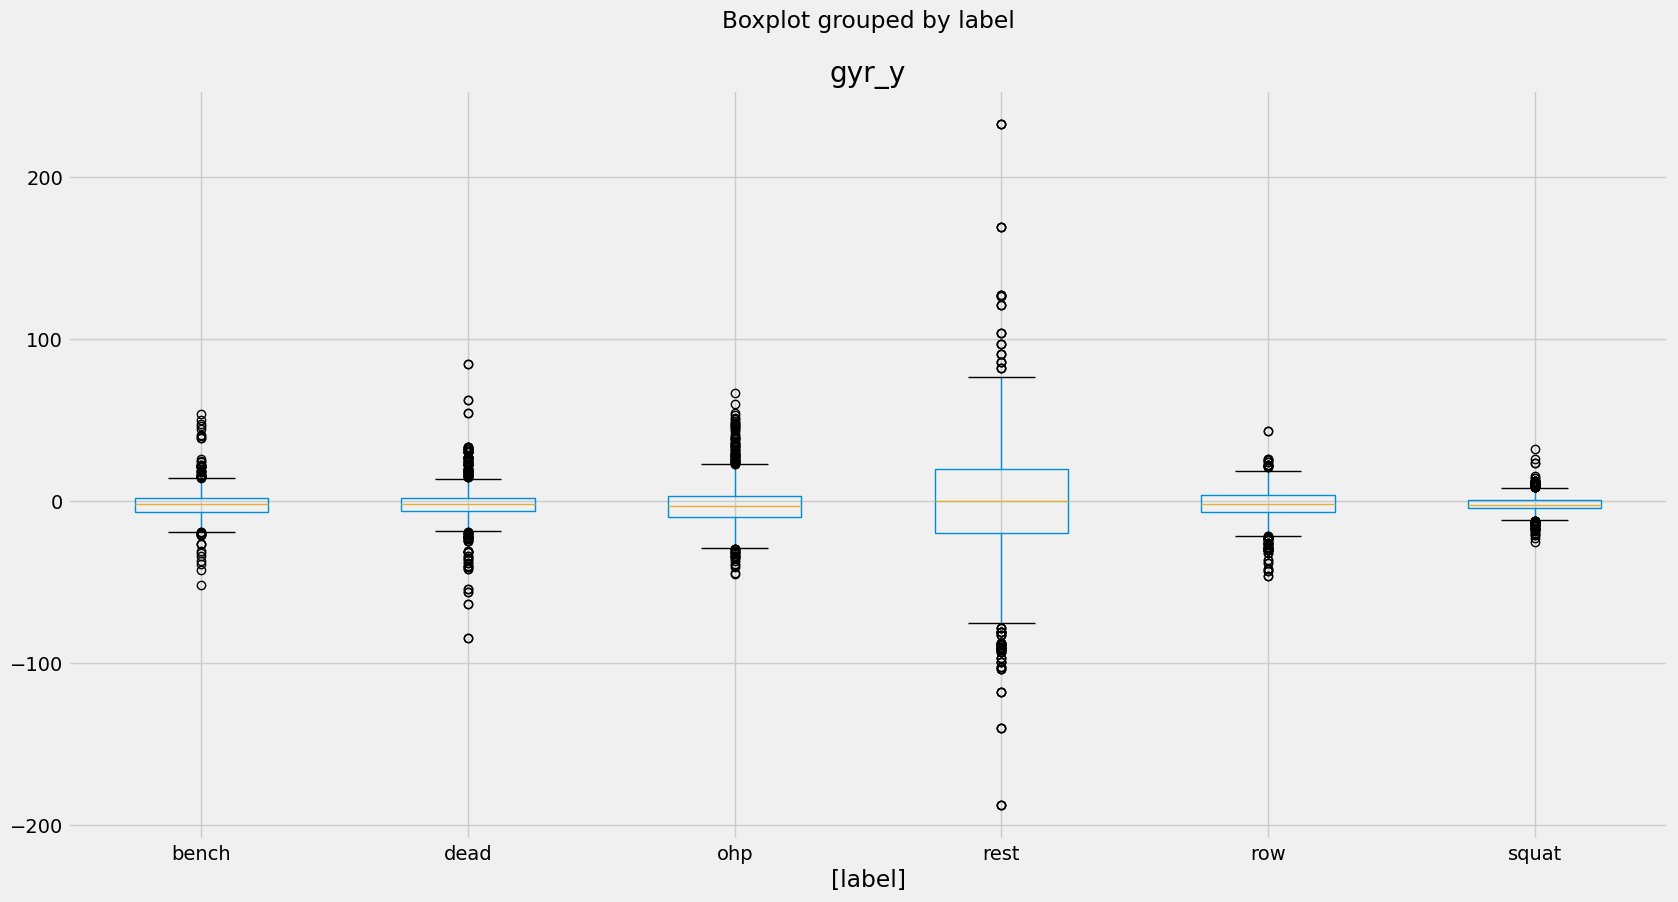 Boxplot grouped by label
gyr_y
200
100
0
−100
−200
bench dead ohp rest row squat
[label]